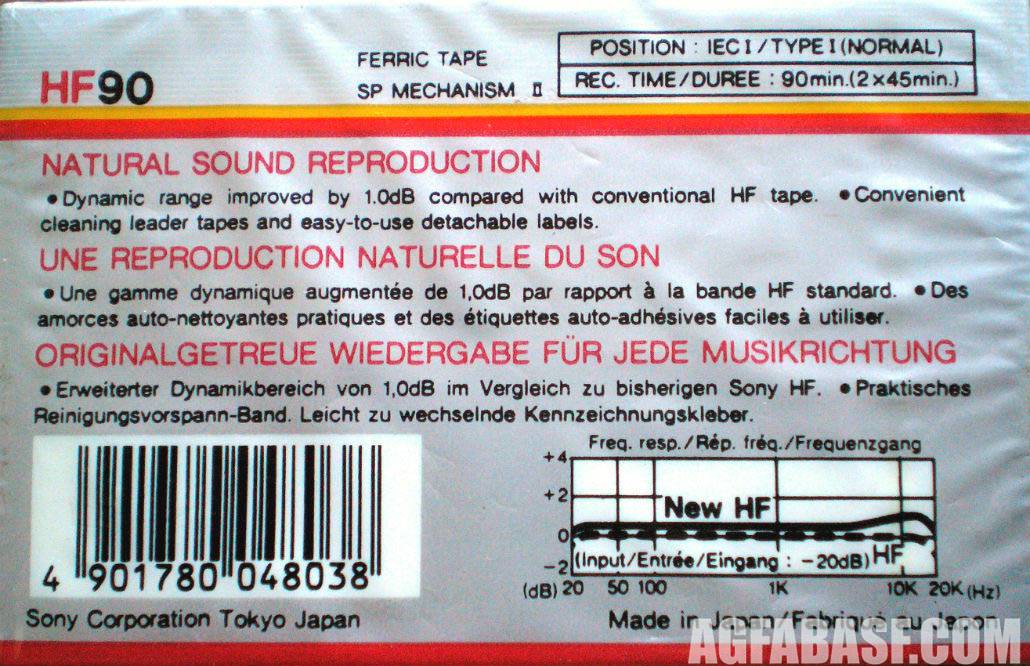 HF90
FERRIC TAPE
SP MECHANISM II
POSITION : IEC I / TYPE I (NORMAL)
REC. TIME/DUREE : 90min.(2×45min.)
NATURAL SOUND REPRODUCTION
●Dynamic range improved by 1.0dB compared with conventional HF tape. ●Convenient
cleaning leader tapes and easy-to-use detachable labels.
UNE REPRODUCTION NATURELLE DU SON
●Une gamme dynamique augmentée de 1,0dB par rapport à la bande HF standard. ●Des
amorces auto-nettoyantes pratiques et des étiquettes auto-adhésives faciles à utiliser.
ORIGINALGETREUE WIEDERGABE FÜR JEDE MUSIKRICHTUNG
●Erweiterter Dynamikbereich von 1,0dB im Vergleich zu bisherigen Sony HF. ●Praktisches
Reinigungsvorspann-Band. Leicht zu wechselnde Kennzeichnungskleber.
4 901780 048038
Sony Corporation Tokyo Japan
Freq. resp./Rép. fréq./Frequenzgang
+4
+2
New HF
0
(Input/Entrée/Eingang : -20dB) HF
-2
(dB) 20 50 100 1K 10K 20K (Hz)
Made in Japan/Fabriqué au Japon
AGFABASF.COM